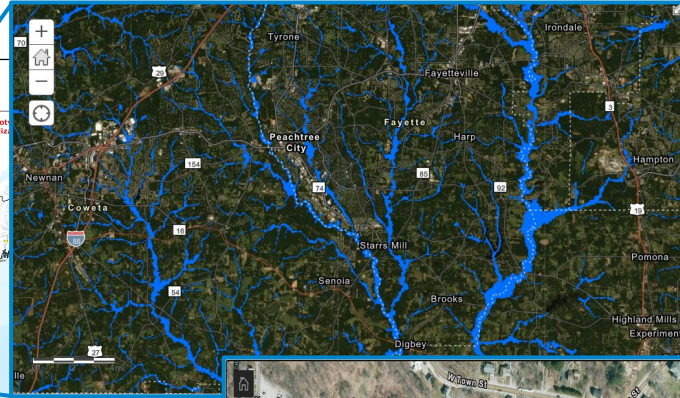 Tyrone
Irondale
70
29
Fayetteville
Fayette
3
Peachtree
City
Harp
Hampton
154
85
Newnan
74
92
Coweta
19
16
85
Starrs Mill
Pomona
Senoia
54
Brooks
Highland Mills
Experiment
Digbey
27
W Town St
St